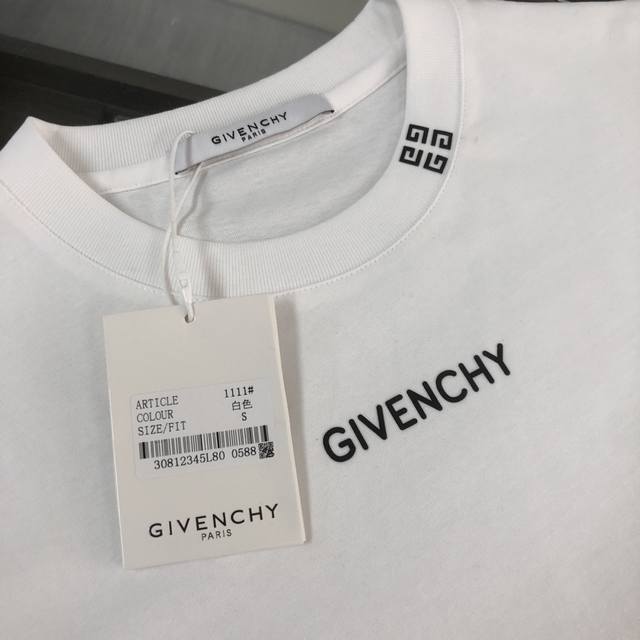 GIVENCHY
PARIS
ARTICLE 1111#
COLOUR 白色
SIZE/FIT S
30812345L80 0588
GIVENCHY
PARIS
GIVENCHY